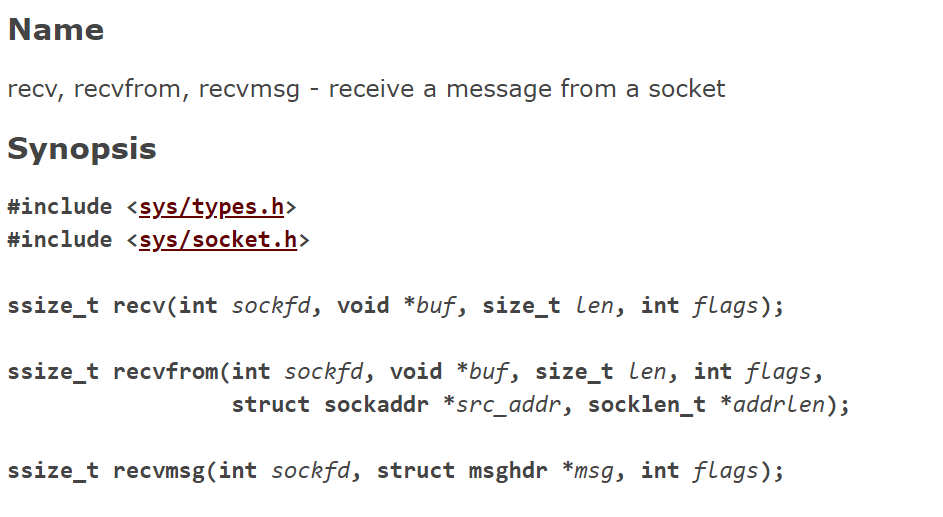 Name
recv, recvfrom, recvmsg - receive a message from a socket
Synopsis
#include <sys/types.h>
#include <sys/socket.h>
ssize_t recv(int sockfd, void *buf, size_t len, int flags);
ssize_t recvfrom(int sockfd, void *buf, size_t len, int flags,
struct sockaddr *src_addr, socklen_t *addrlen);
ssize_t recvmsg(int sockfd, struct msghdr *msg, int flags);